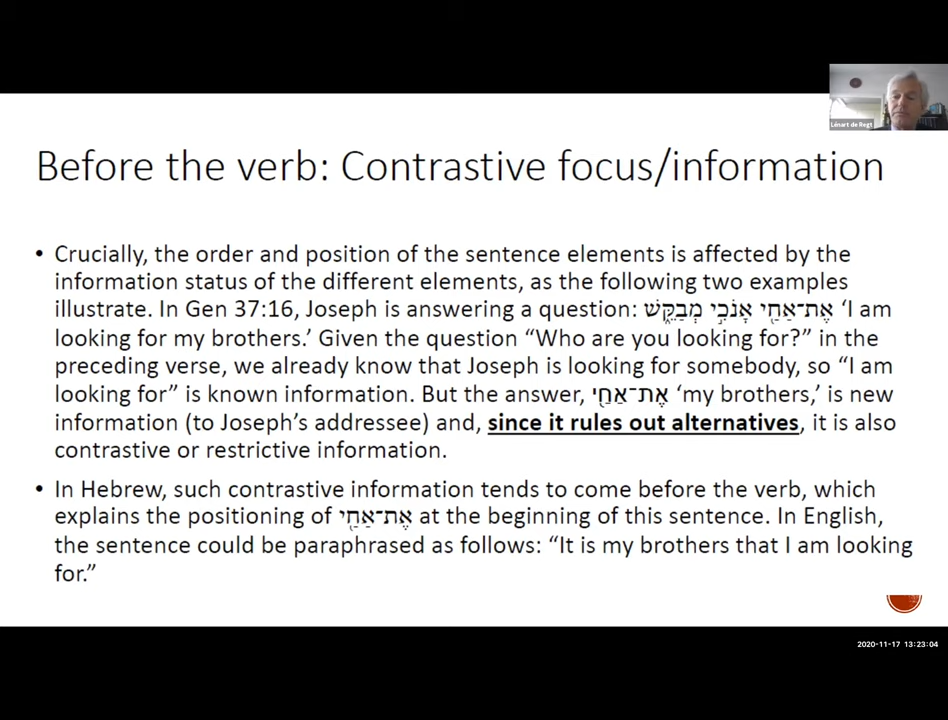 Lénart de Regt
Before the verb: Contrastive focus/information
• Crucially, the order and position of the sentence elements is affected by the
information status of the different elements, as the following two examples
illustrate. In Gen 37:16, Joseph is answering a question: אֶת־אַחַ֖י אָנֹכִ֣י מְבַקֵּ֑שׁ ‘I am
looking for my brothers.’ Given the question “Who are you looking for?” in the
preceding verse, we already know that Joseph is looking for somebody, so “I am
looking for” is known information. But the answer, אֶת־אַחַ֖י ‘my brothers,’ is new
information (to Joseph’s addressee) and, since it rules out alternatives, it is also
contrastive or restrictive information.
• In Hebrew, such contrastive information tends to come before the verb, which
explains the positioning of אֶת־אַחַ֖י at the beginning of this sentence. In English,
the sentence could be paraphrased as follows: “It is my brothers that I am looking
for.”
2020-11-17 13:23:04